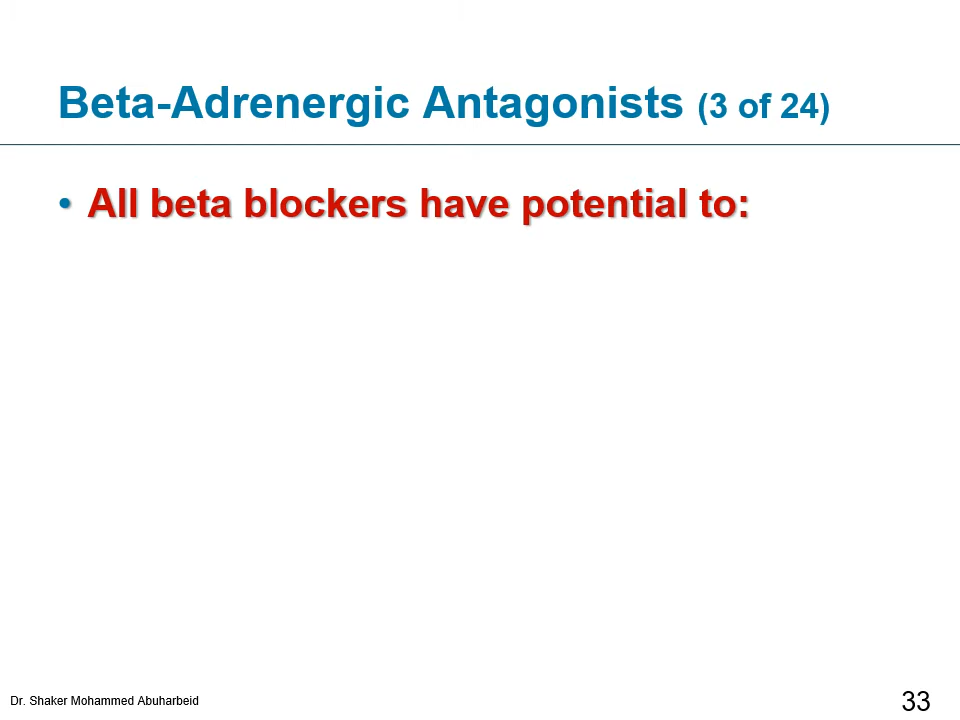 Beta-Adrenergic Antagonists (3 of 24)
• All beta blockers have potential to:
Dr. Shaker Mohammed Abuharbeid
33